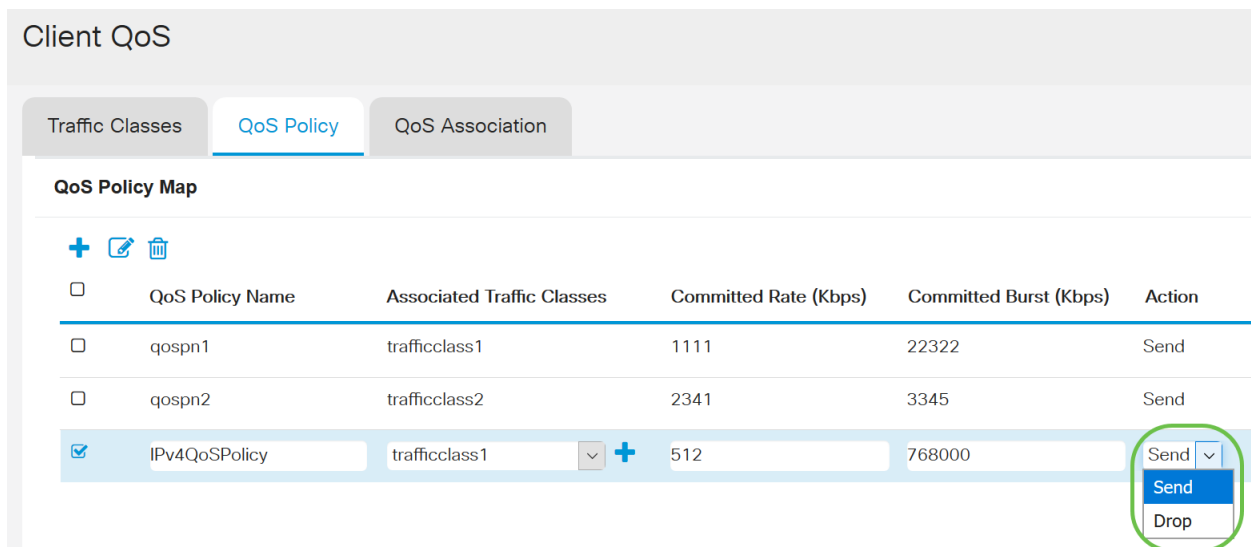 Client QoS
Traffic Classes QoS Policy QoS Association
QoS Policy Map
QoS Policy Name Associated Traffic Classes Committed Rate (Kbps) Committed Burst (Kbps) Action
qospn1 trafficclass1 1111 22322 Send
qospn2 trafficclass2 2341 3345 Send
IPv4QoSPolicy trafficclass1 512 768000 Send
Send
Drop